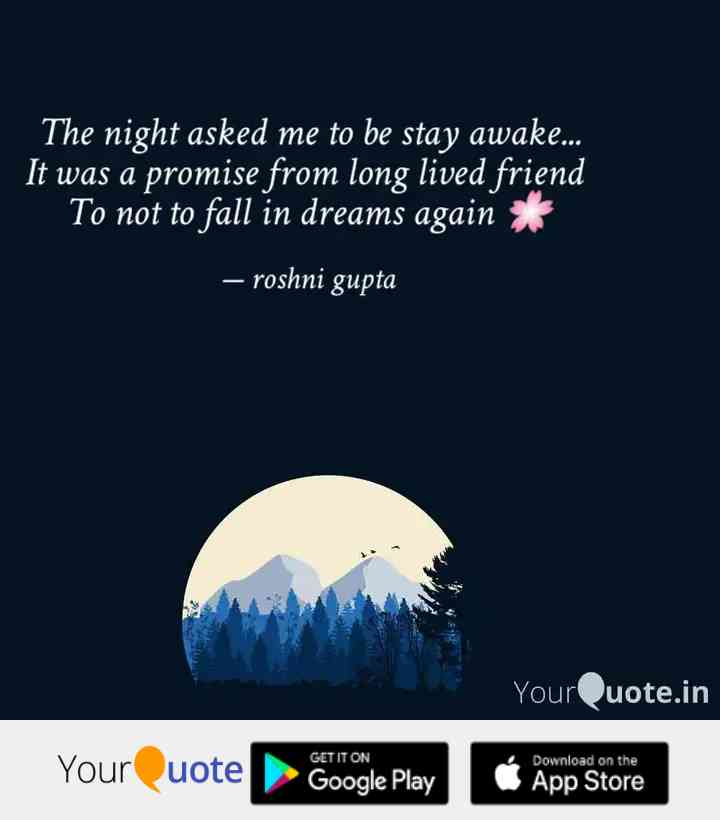 The night asked me to be stay awake...
It was a promise from long lived friend
To not to fall in dreams again 🌸
— roshni gupta
YourQuote.in
YourQuote
GET IT ON
Google Play
Download on the
App Store